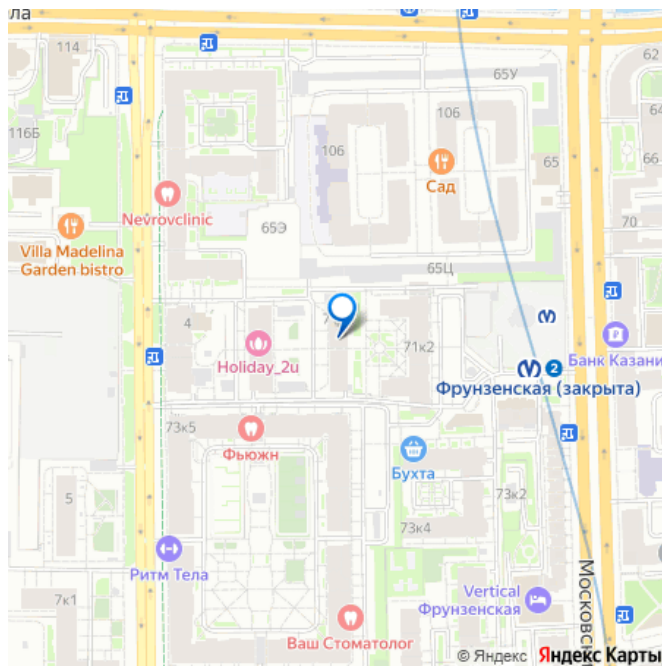 ла
114
65У
62
106
64
116Б
106
65
66
Сад
Nevrovclinic
70
65Э
Villa Madelina
Garden bistro
65Ц
4
71к2
Holiday_2u
Банк Казани
2
Фрунзенская (закрыта)
73к5
Фьюжн
Бухта
5
73к2
73к4
Ритм Тела
Vertical
Фрунзенская
7к1
Московск
Ваш Стоматолог
© Яндекс Яндекс Карты